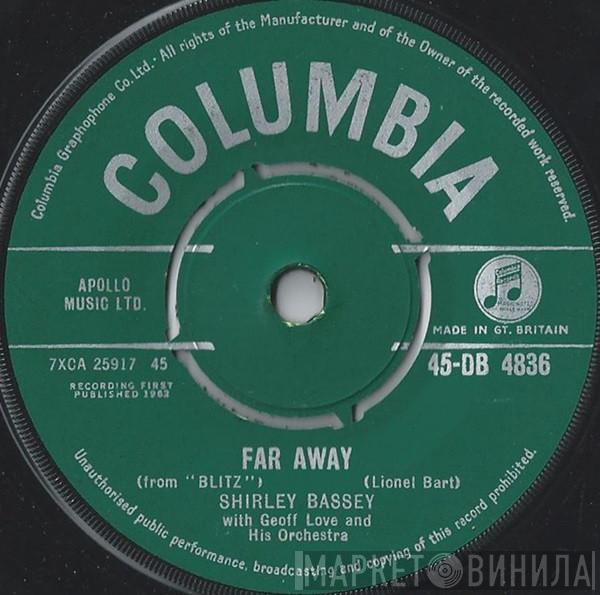 Columbia Graphophone Co. Ltd. · All rights of the Manufacturer and of the Owner of the recorded work reserved.
COLUMBIA
APOLLO
MUSIC LTD.
MADE IN GT. BRITAIN
7XCA 25917 45
45-DB 4836
RECORDING FIRST
PUBLISHED 1962
FAR AWAY
(from "BLITZ") (Lionel Bart)
SHIRLEY BASSEY
with Geoff Love and
His Orchestra
Unauthorised public performance, broadcasting and copying of this record prohibited.
МАРКЕТ ВИНИЛА